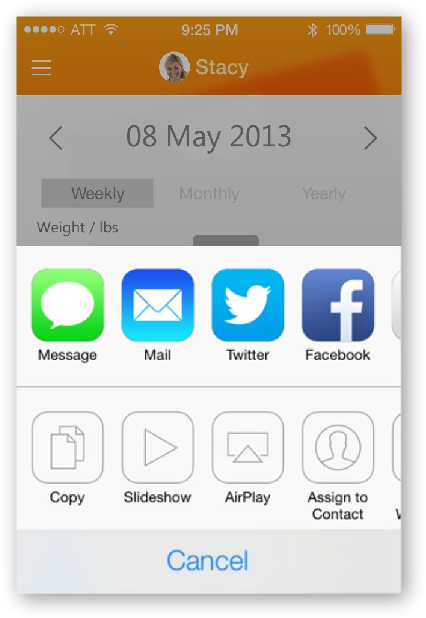 ATT 9:25 PM 100%
Stacy
08 May 2013
Weekly Monthly Yearly
Weight / lbs
Message Mail Twitter Facebook
Copy Slideshow AirPlay Assign to
Contact
Cancel